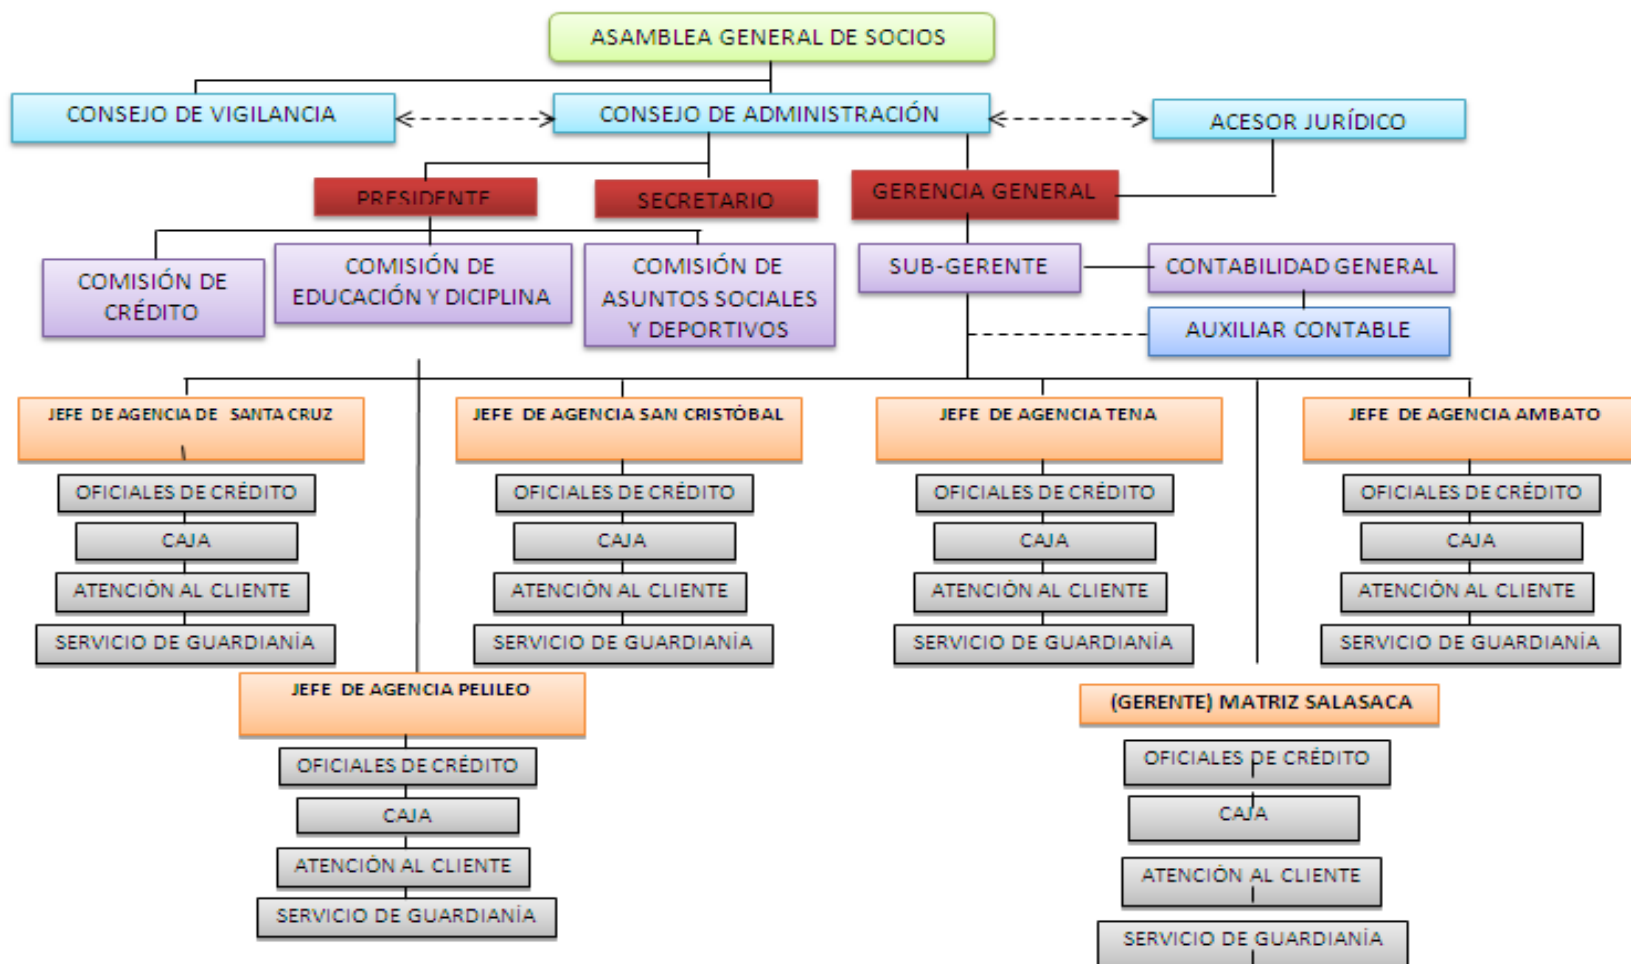 ASAMBLEA GENERAL DE SOCIOS
CONSEJO DE VIGILANCIA
CONSEJO DE ADMINISTRACIÓN
ACESOR JURÍDICO
PRESIDENTE
SECRETARIO
GERENCIA GENERAL
COMISIÓN DE
CRÉDITO
COMISIÓN DE
EDUCACIÓN Y DICIPLINA
COMISIÓN DE
ASUNTOS SOCIALES
Y DEPORTIVOS
SUB-GERENTE
CONTABILIDAD GENERAL
AUXILIAR CONTABLE
JEFE DE AGENCIA DE SANTA CRUZ
OFICIALES DE CRÉDITO
CAJA
ATENCIÓN AL CLIENTE
SERVICIO DE GUARDIANÍA
JEFE DE AGENCIA SAN CRISTÓBAL
OFICIALES DE CRÉDITO
CAJA
ATENCIÓN AL CLIENTE
SERVICIO DE GUARDIANÍA
JEFE DE AGENCIA TENA
OFICIALES DE CRÉDITO
CAJA
ATENCIÓN AL CLIENTE
SERVICIO DE GUARDIANÍA
JEFE DE AGENCIA AMBATO
OFICIALES DE CRÉDITO
CAJA
ATENCIÓN AL CLIENTE
SERVICIO DE GUARDIANÍA
JEFE DE AGENCIA PELILEO
OFICIALES DE CRÉDITO
CAJA
ATENCIÓN AL CLIENTE
SERVICIO DE GUARDIANÍA
(GERENTE) MATRIZ SALASACA
OFICIALES DE CRÉDITO
CAJA
ATENCIÓN AL CLIENTE
SERVICIO DE GUARDIANÍA